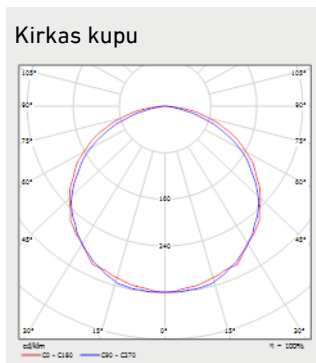 Kirkas kupu
105° 105°
90° 90°
75° 75°
60° 60°
160
45° 45°
240
30° 15° 0° 15° 30°
cd/klm η = 100%
C0 - C180 C90 - C270